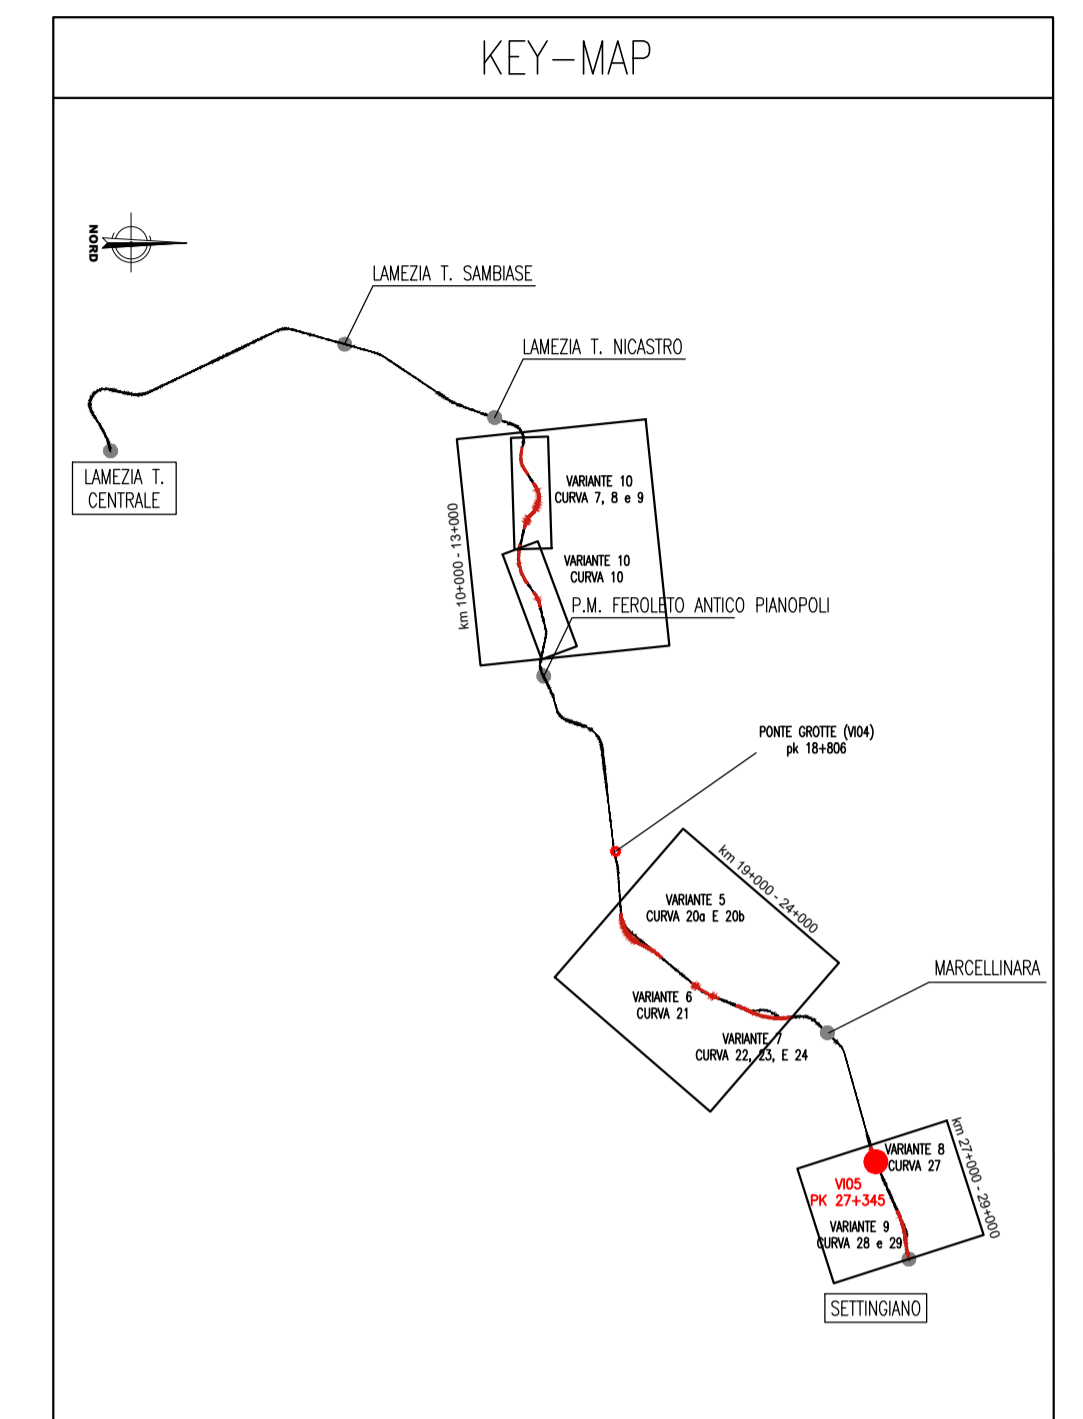 KEY-MAP
NORD
LAMEZIA T. SAMBIASE
LAMEZIA T. NICASTRO
LAMEZIA T.
CENTRALE
km 10+000 - 13+000
VARIANTE 10
CURVA 7, 8 e 9
VARIANTE 10
CURVA 10
P.M. FEROLETO ANTICO PIANOPOLI
PONTE GROTTE (VI04)
pk 18+806
km 19+000 - 24+000
VARIANTE 5
CURVA 20a E 20b
MARCELLINARA
VARIANTE 6
CURVA 21
VARIANTE 7
CURVA 22, 23, E 24
km 27+000 - 29+000
VARIANTE 8
CURVA 27
VI05
PK 27+345
VARIANTE 9
CURVA 28 e 29
SETTINGIANO